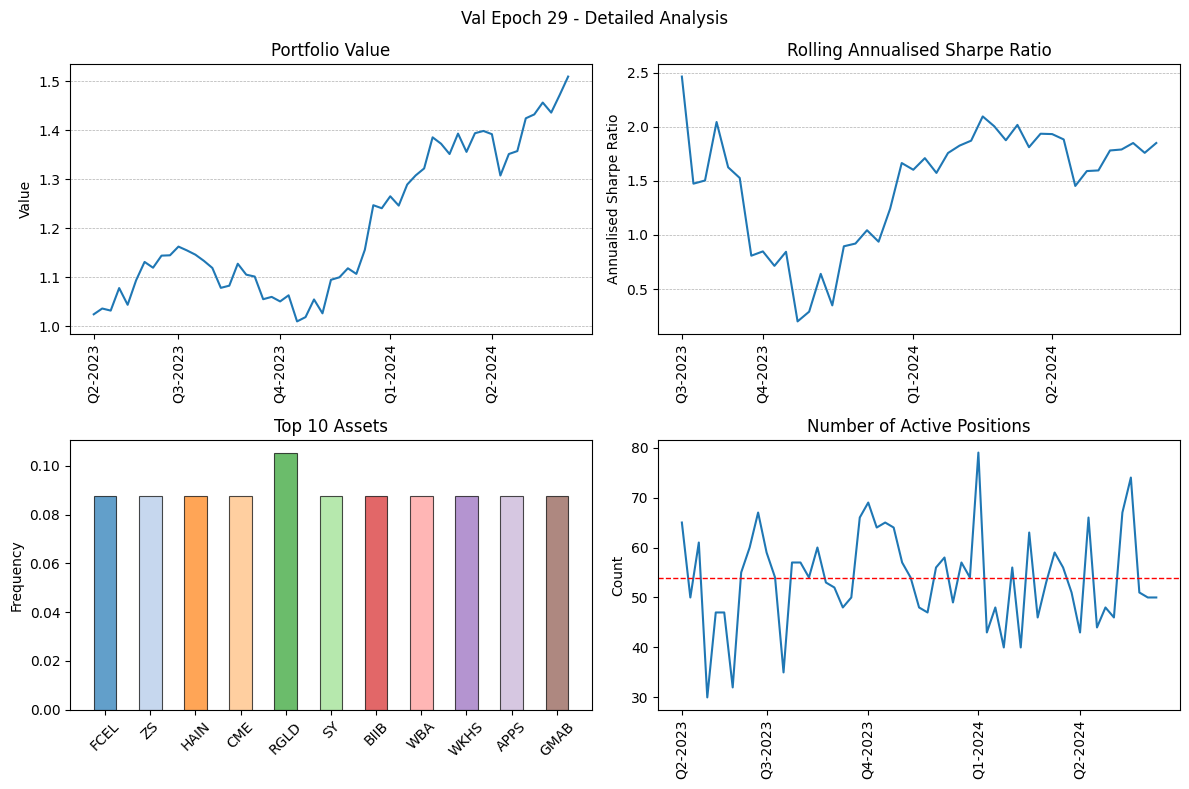 Val Epoch 29 - Detailed Analysis
Portfolio Value
Value
1.5
1.4
1.3
1.2
1.1
1.0
Q2-2023
Q3-2023
Q4-2023
Q1-2024
Q2-2024
Rolling Annualised Sharpe Ratio
Annualised Sharpe Ratio
2.5
2.0
1.5
1.0
0.5
Q3-2023
Q4-2023
Q1-2024
Q2-2024
Top 10 Assets
Frequency
0.10
0.08
0.06
0.04
0.02
0.00
FCEL
ZS
HAIN
CME
RGLD
SY
BIIB
WBA
WKHS
APPS
GMAB
Number of Active Positions
Count
80
70
60
50
40
30
Q2-2023
Q3-2023
Q4-2023
Q1-2024
Q2-2024